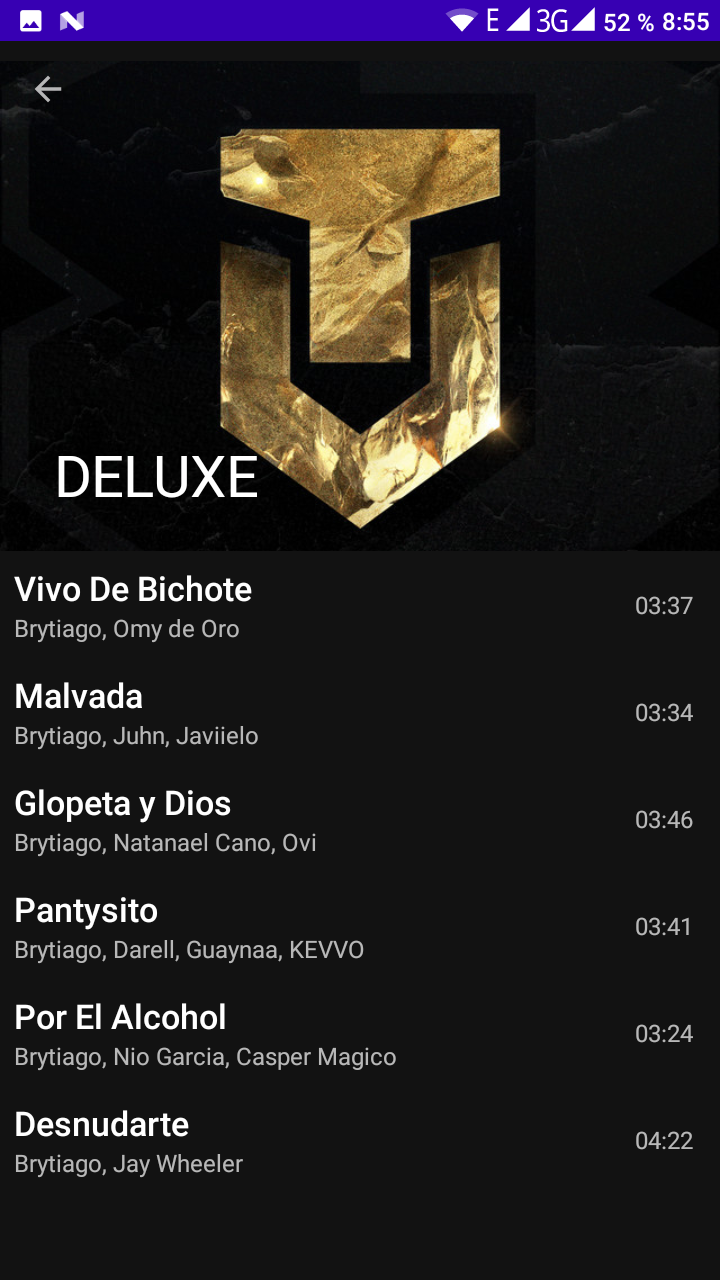 E 3G 52 % 8:55
DELUXE
Vivo De Bichote
Brytiago, Omy de Oro
03:37
Malvada
Brytiago, Juhn, Javiielo
03:34
Glopeta y Dios
Brytiago, Natanael Cano, Ovi
03:46
Pantysito
Brytiago, Darell, Guaynaa, KEVVO
03:41
Por El Alcohol
Brytiago, Nio Garcia, Casper Magico
03:24
Desnudarte
Brytiago, Jay Wheeler
04:22